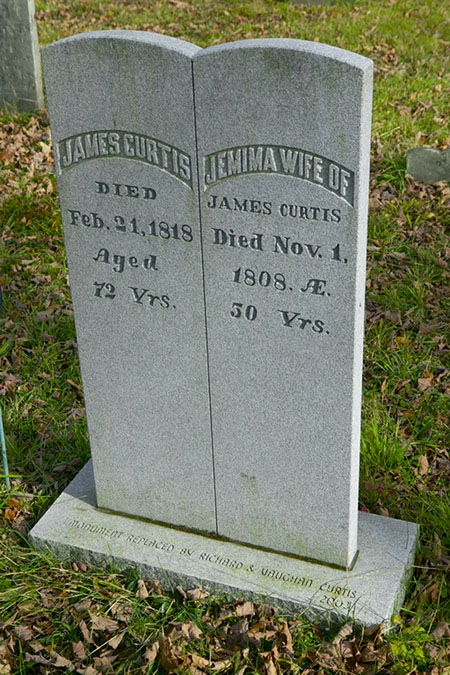 JAMES CURTIS
DIED
Feb. 21, 1818
Aged
72 Yrs.
JEMIMA WIFE OF
JAMES CURTIS
Died Nov. 1,
1808. Æ.
50 Yrs.
MONUMENT REPLACED BY RICHARD S. VAUGHAN CURTIS